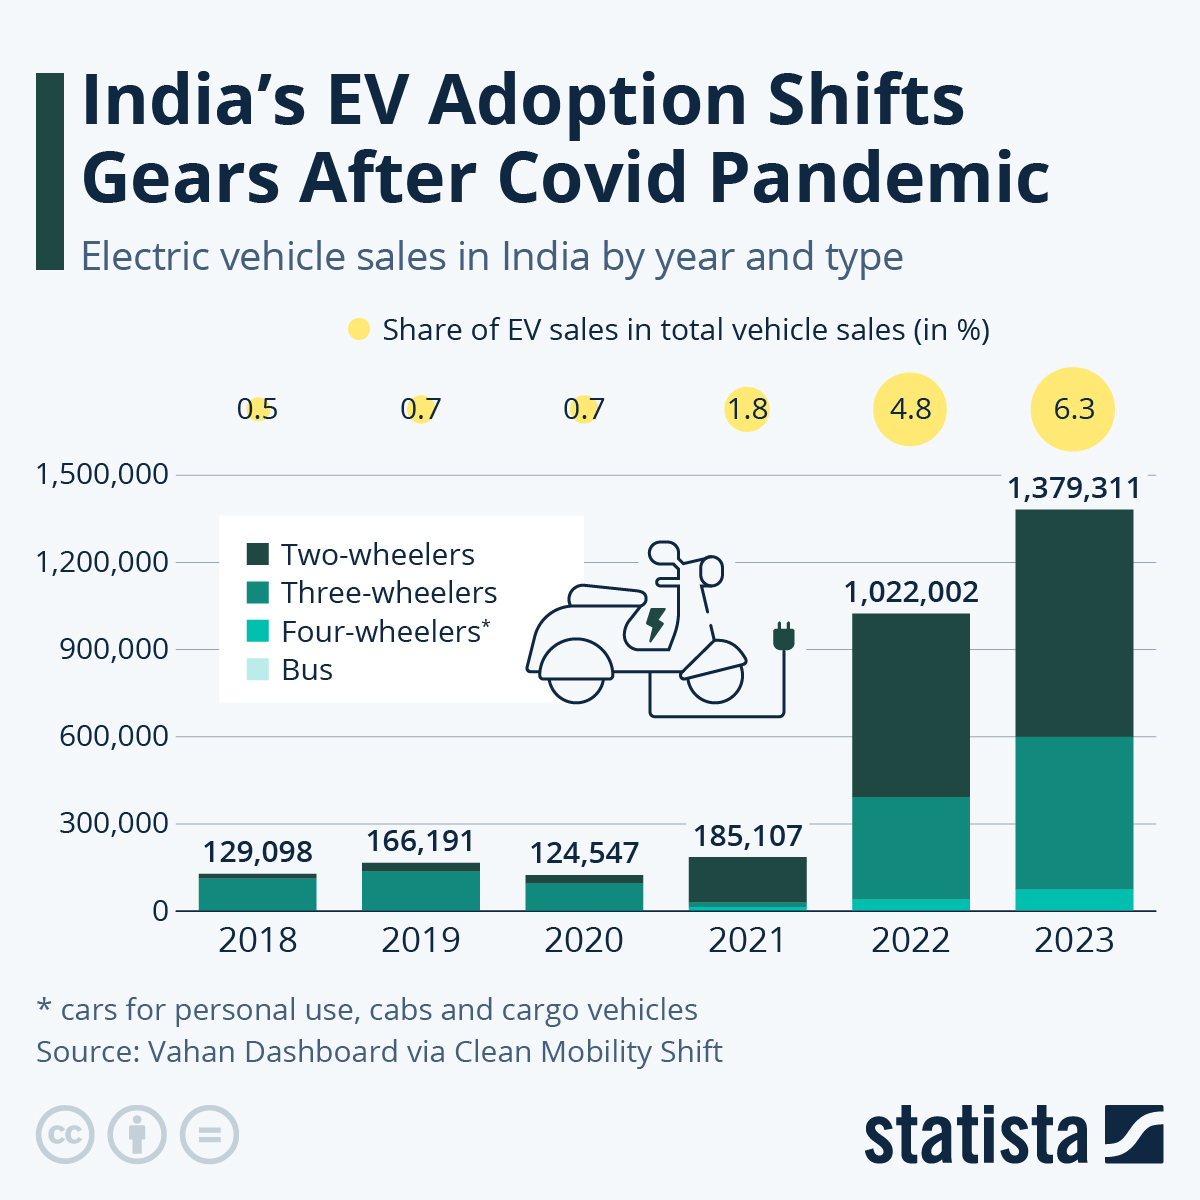 India’s EV Adoption Shifts
Gears After Covid Pandemic
Electric vehicle sales in India by year and type
Share of EV sales in total vehicle sales (in %)
0.5 0.7 0.7 1.8 4.8 6.3
1,500,000
1,379,311
1,200,000
Two-wheelers
Three-wheelers
Four-wheelers*
Bus
1,022,002
900,000
600,000
300,000
129,098 166,191 124,547 185,107
0
2018 2019 2020 2021 2022 2023
* cars for personal use, cabs and cargo vehicles
Source: Vahan Dashboard via Clean Mobility Shift
cc
statista